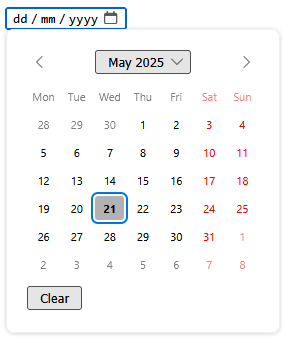 dd / mm / yyyy
May 2025
Mon Tue Wed Thu Fri Sat Sun
28 29 30 1 2 3 4
5 6 7 8 9 10 11
12 13 14 15 16 17 18
19 20 21 22 23 24 25
26 27 28 29 30 31 1
2 3 4 5 6 7 8
Clear